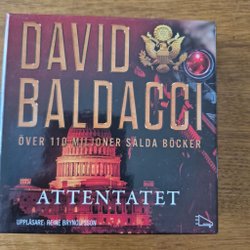 DAVID
BALDACCI
ÖVER 110 MILJONER SÅLDA BÖCKER
ATTENTATET
UPPLÄSARE: REINE BRYNOLFSSON